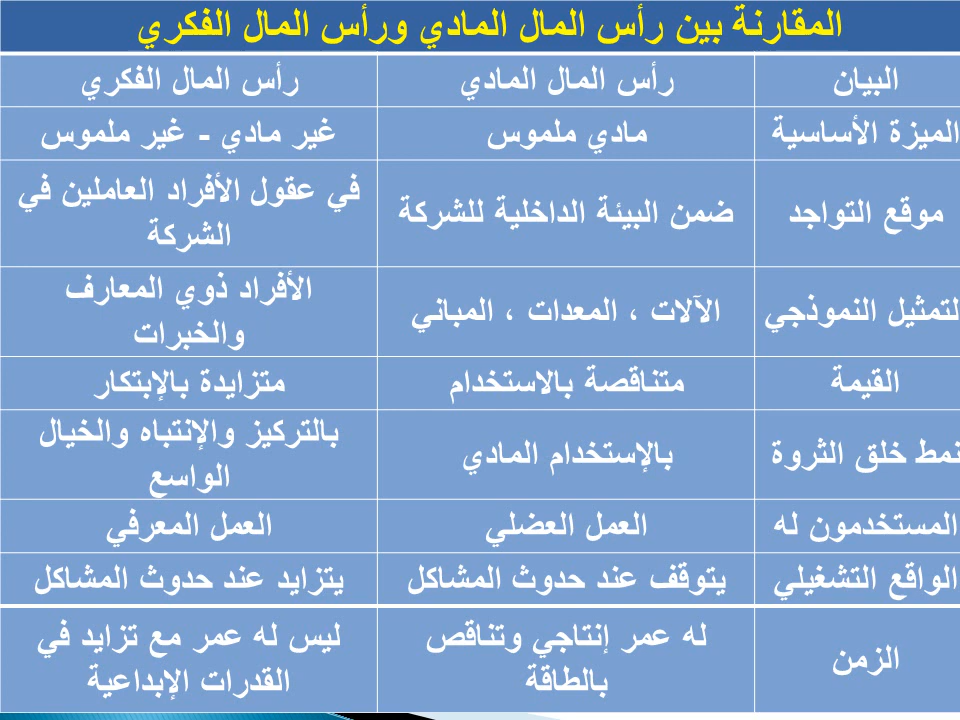 المقارنة بين رأس المال المادي ورأس المال الفكري
البيان
رأس المال المادي
رأس المال الفكري
الميزة الأساسية
مادي ملموس
غير مادي - غير ملموس
موقع التواجد
ضمن البيئة الداخلية للشركة
في عقول الأفراد العاملين في
الشركة
لتمثيل النموذجي
الآلات ، المعدات ، المباني
الأفراد ذوي المعارف
والخبرات
القيمة
متناقصة بالاستخدام
متزايدة بالإبتكار
نمط خلق الثروة
بالإستخدام المادي
بالتركيز والإنتباه والخيال
الواسع
المستخدمون له
العمل العضلي
العمل المعرفي
الواقع التشغيلي
يتوقف عند حدوث المشاكل
يتزايد عند حدوث المشاكل
الزمن
له عمر إنتاجي وتناقص
بالطاقة
ليس له عمر مع تزايد في
القدرات الإبداعية